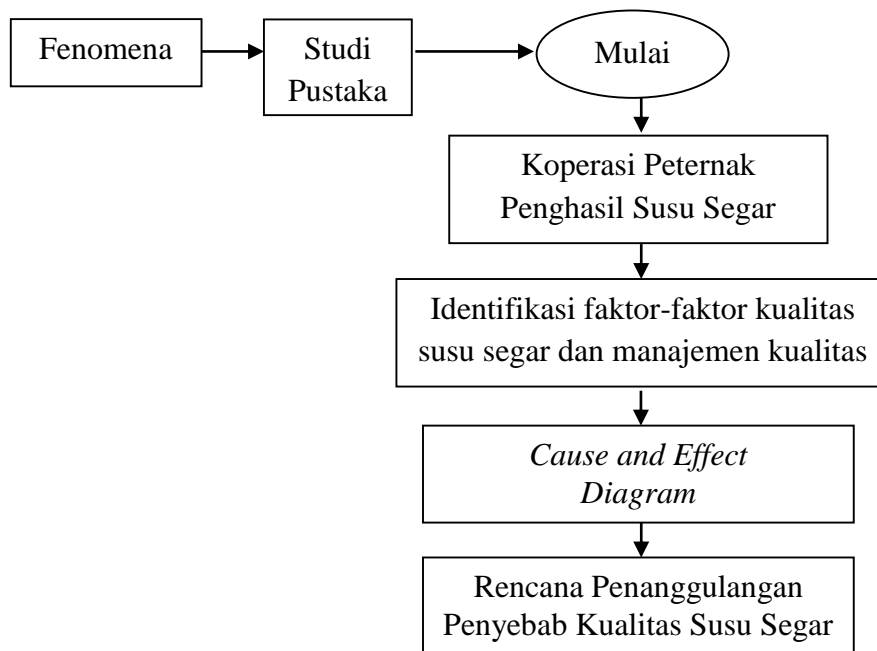 Fenomena
Studi
Pustaka
Mulai
Koperasi Peternak
Penghasil Susu Segar
Identifikasi faktor-faktor kualitas
susu segar dan manajemen kualitas
Cause and Effect
Diagram
Rencana Penanggulangan
Penyebab Kualitas Susu Segar